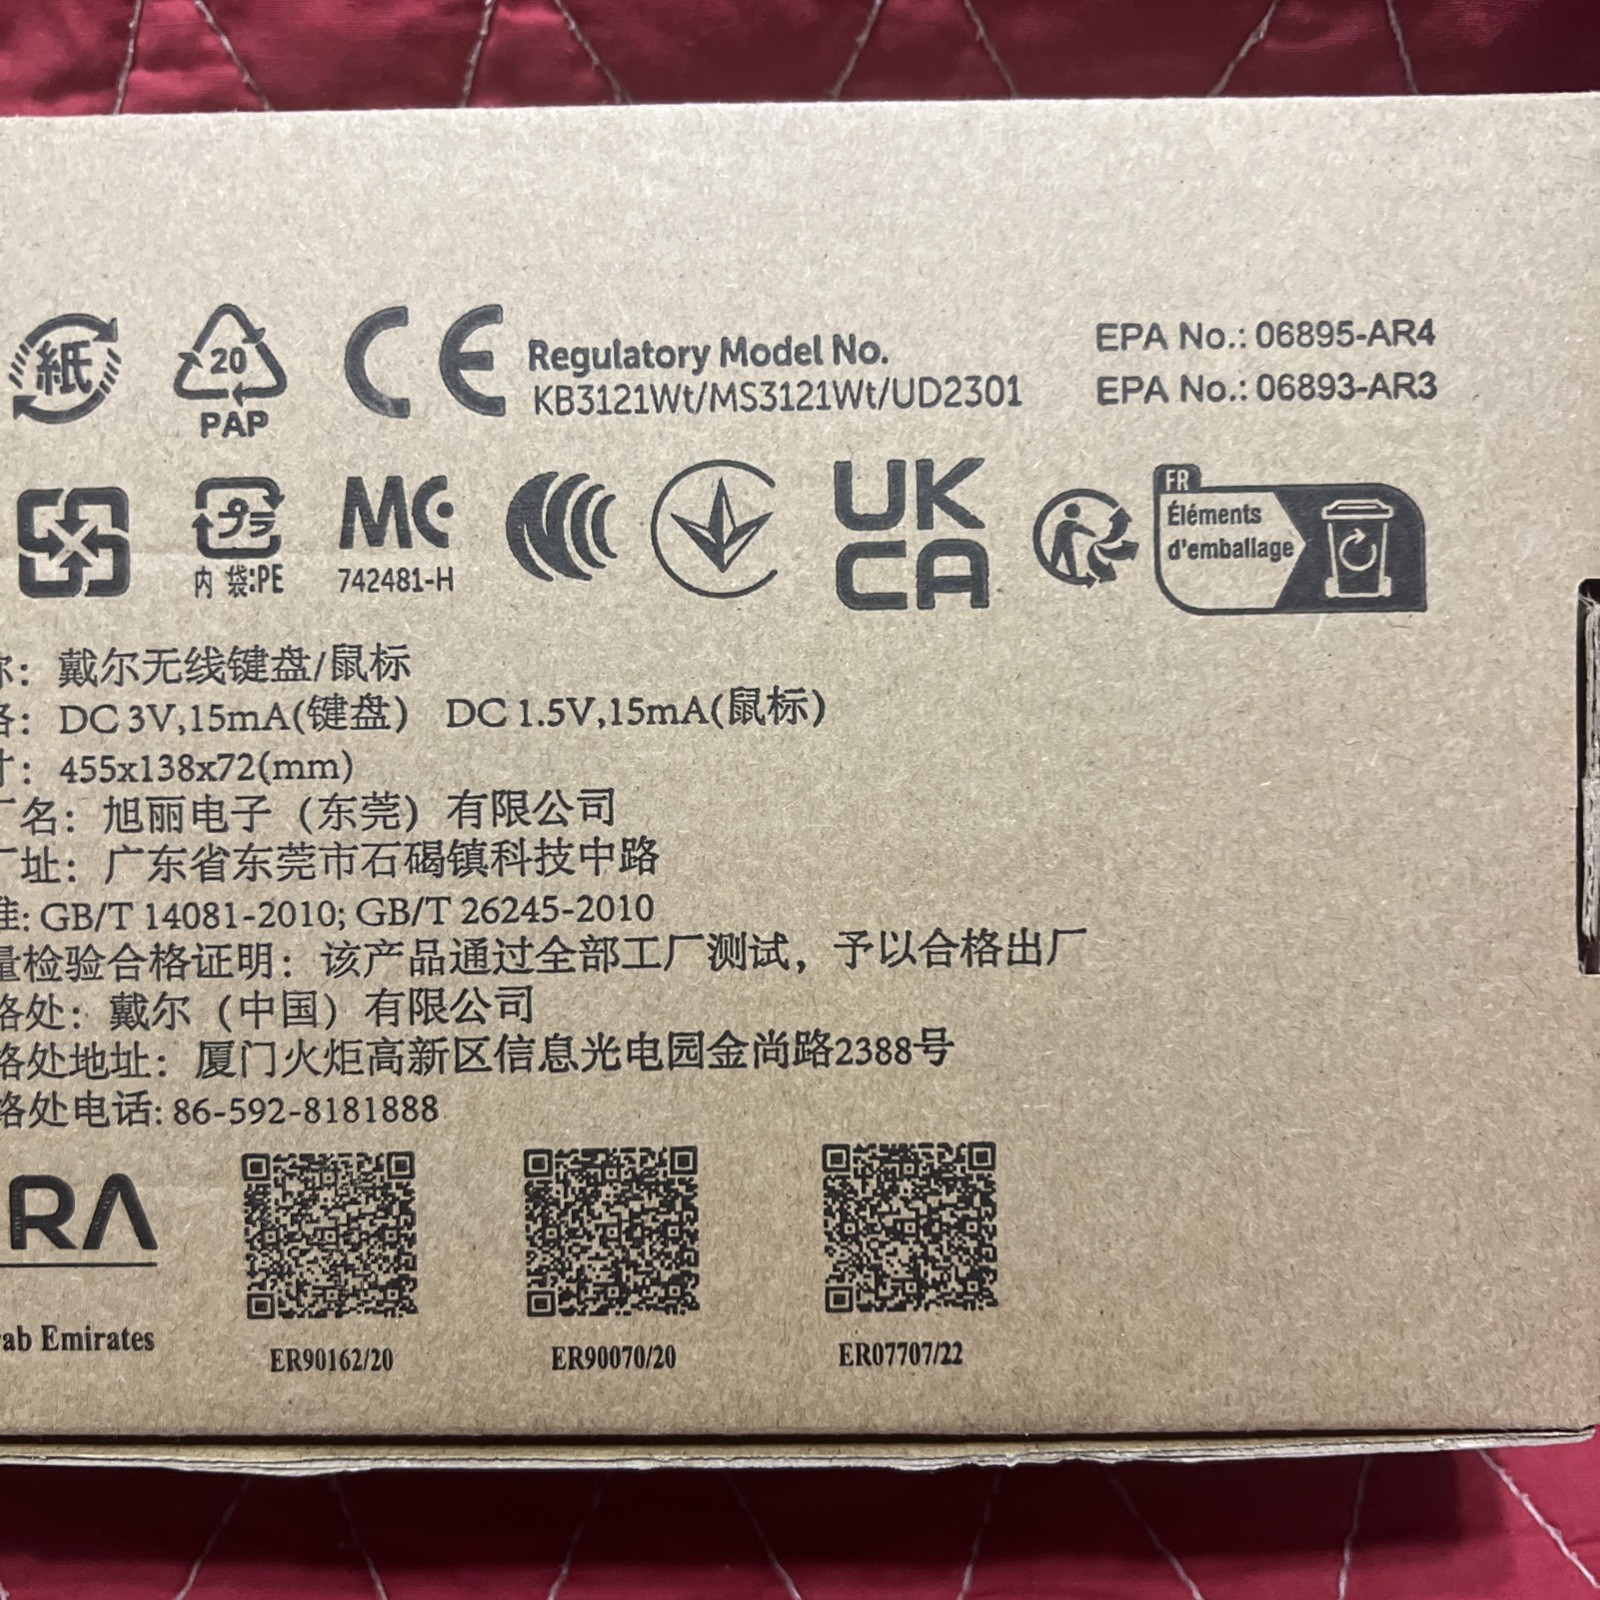 紙
20
PAP
CE
Regulatory Model No.
KB3121Wt/MS3121Wt/UD2301
EPA No.: 06895-AR4
EPA No.: 06893-AR3
プラ
内 袋:PE
742481-H
UK
CA
FR
Éléments
d'emballage
称：戴尔无线键盘/鼠标
格：DC 3V,15mA(键盘) DC 1.5V,15mA(鼠标)
寸：455x138x72(mm)
厂名：旭丽电子（东莞）有限公司
厂址：广东省东莞市石碣镇科技中路
准: GB/T 14081-2010; GB/T 26245-2010
量检验合格证明：该产品通过全部工厂测试，予以合格出厂
络处：戴尔（中国）有限公司
络处地址：厦门火炬高新区信息光电园金尚路2388号
络处电话: 86-592-8181888
RA
rab Emirates
ER90162/20
ER90070/20
ER07707/22